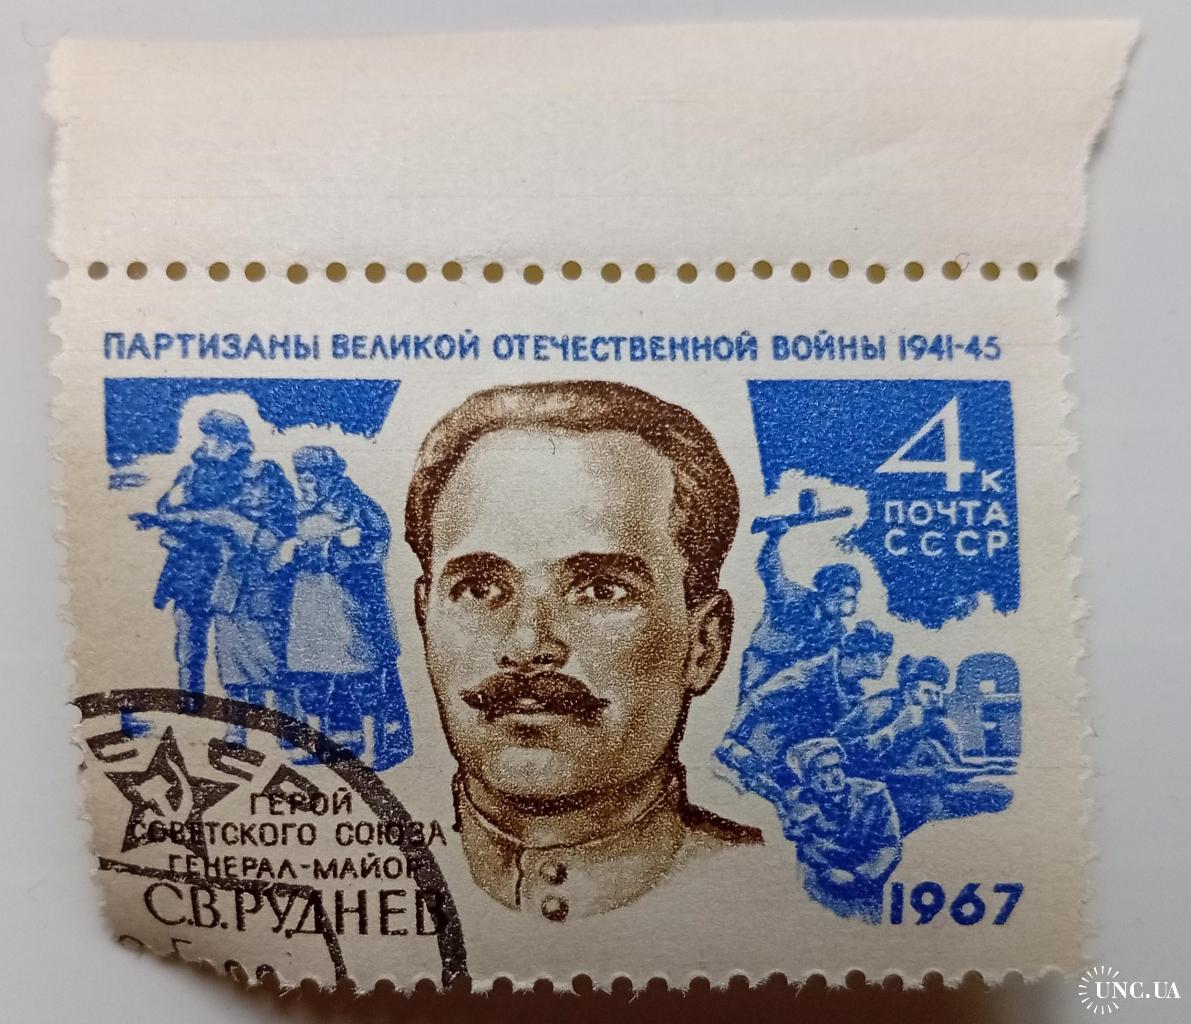 ПАРТИЗАНЫ ВЕЛИКОЙ ОТЕЧЕСТВЕННОЙ ВОЙНЫ 1941-45
4 К
ПОЧТА
СССР
ГЕРОЙ
СОВЕТСКОГО СОЮЗА
ГЕНЕРАЛ-МАЙОР
С.В.РУДНЕВ
1967
UNC.UA